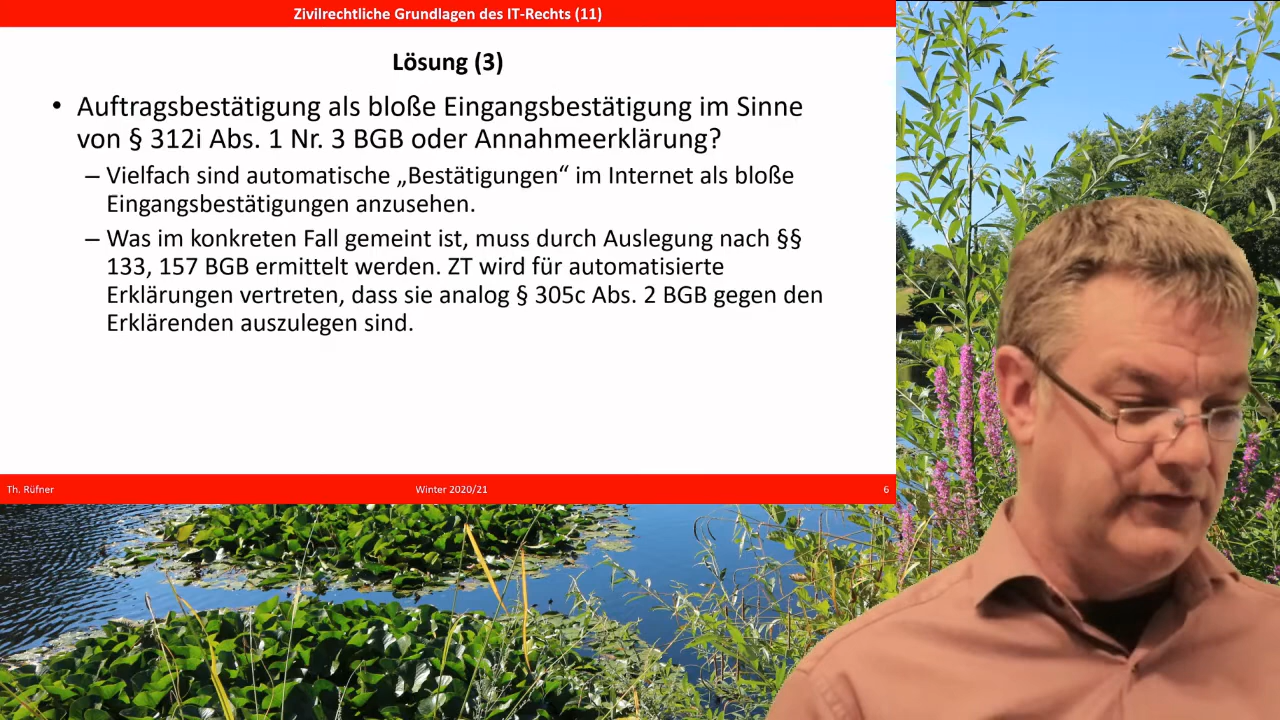 Zivilrechtliche Grundlagen des IT-Rechts (11)
Lösung (3)
• Auftragsbestätigung als bloße Eingangsbestätigung im Sinne
von § 312i Abs. 1 Nr. 3 BGB oder Annahmeerklärung?
– Vielfach sind automatische „Bestätigungen“ im Internet als bloße
Eingangsbestätigungen anzusehen.
– Was im konkreten Fall gemeint ist, muss durch Auslegung nach §§
133, 157 BGB ermittelt werden. ZT wird für automatisierte
Erklärungen vertreten, dass sie analog § 305c Abs. 2 BGB gegen den
Erklärenden auszulegen sind.
Th. Rüfner
Winter 2020/21
6